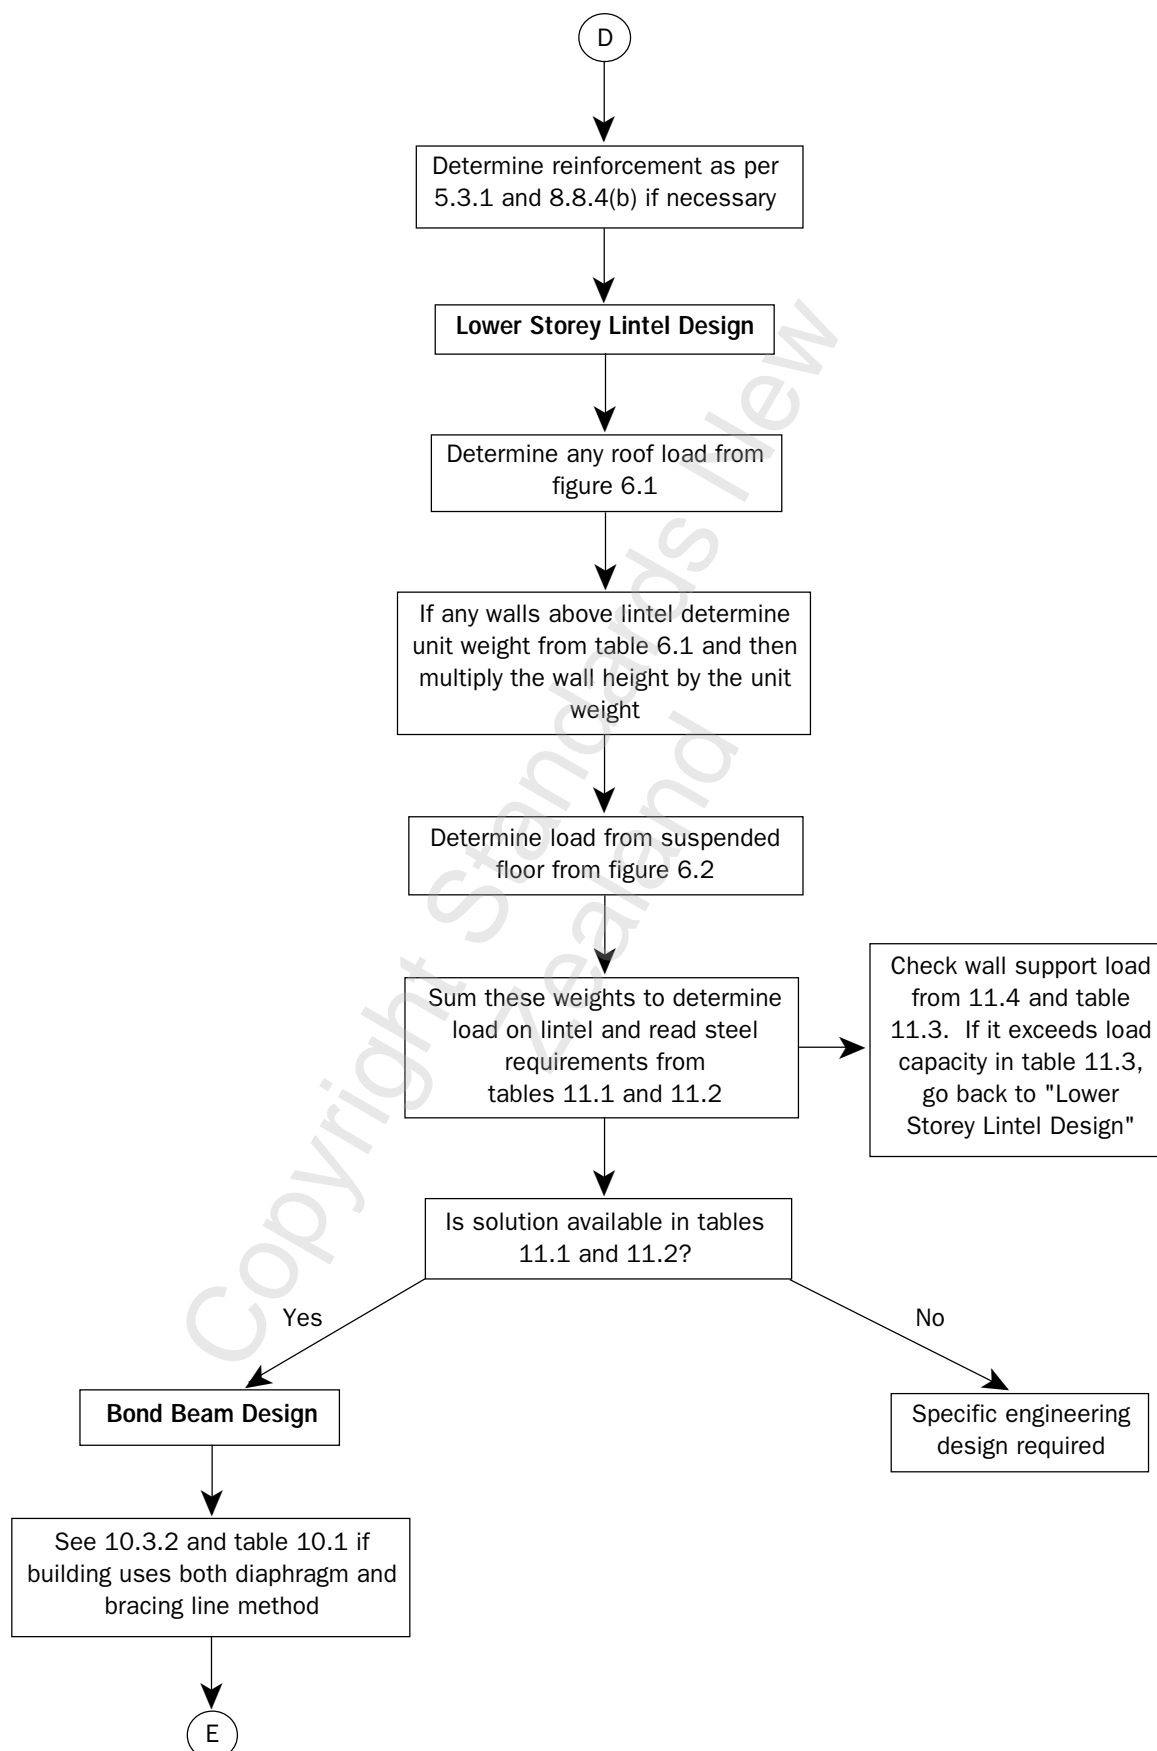 D
Determine reinforcement as per
5.3.1 and 8.8.4(b) if necessary
Lower Storey Lintel Design
Determine any roof load from
figure 6.1
If any walls above lintel determine
unit weight from table 6.1 and then
multiply the wall height by the unit
weight
Determine load from suspended
floor from figure 6.2
Sum these weights to determine
load on lintel and read steel
requirements from
tables 11.1 and 11.2
Check wall support load
from 11.4 and table
11.3. If it exceeds load
capacity in table 11.3,
go back to "Lower
Storey Lintel Design"
Is solution available in tables
11.1 and 11.2?
Yes
No
Bond Beam Design
Specific engineering
design required
See 10.3.2 and table 10.1 if
building uses both diaphragm and
bracing line method
E
Copyright Standards New
Zealand